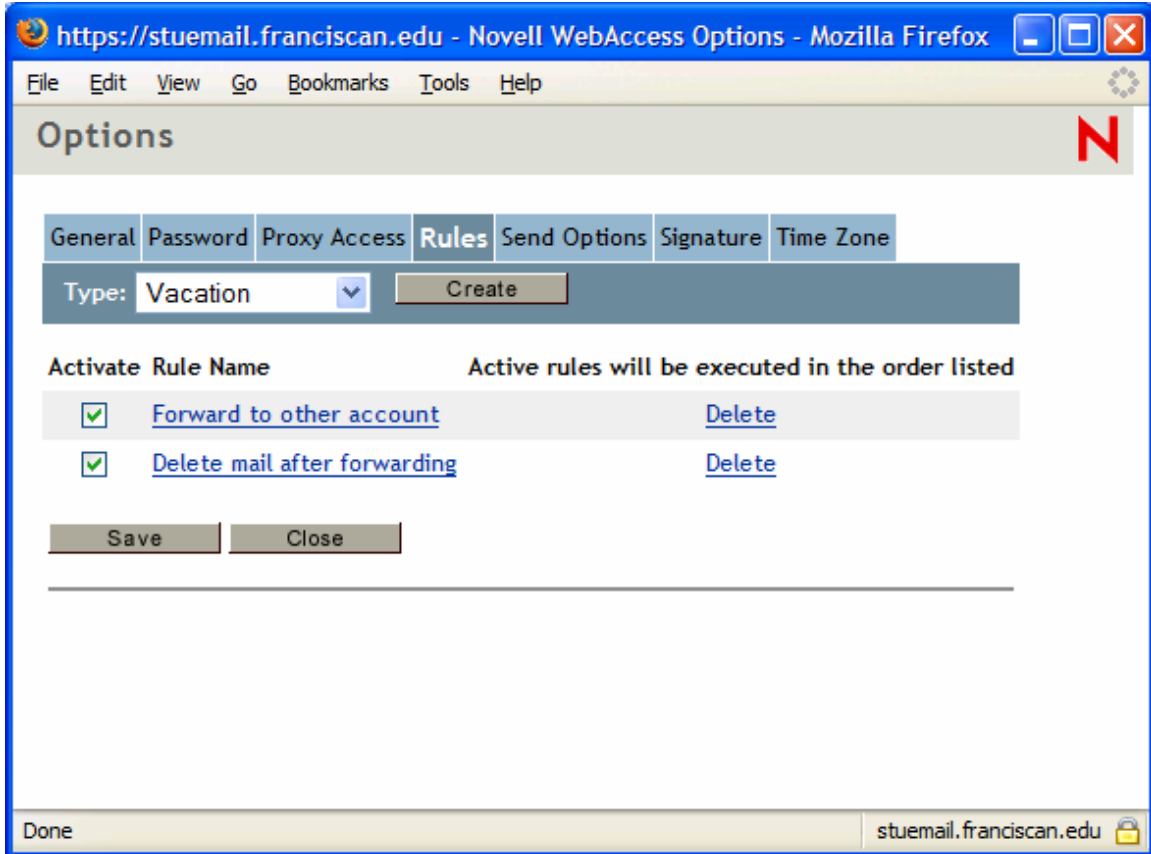 https://stuemail.franciscan.edu - Novell WebAccess Options - Mozilla Firefox
File Edit View Go Bookmarks Tools Help
Options
N
General Password Proxy Access Rules Send Options Signature Time Zone
Type: Vacation Create
Activate Rule Name Active rules will be executed in the order listed
Forward to other account Delete
Delete mail after forwarding Delete
Save Close
Done stuemail.franciscan.edu